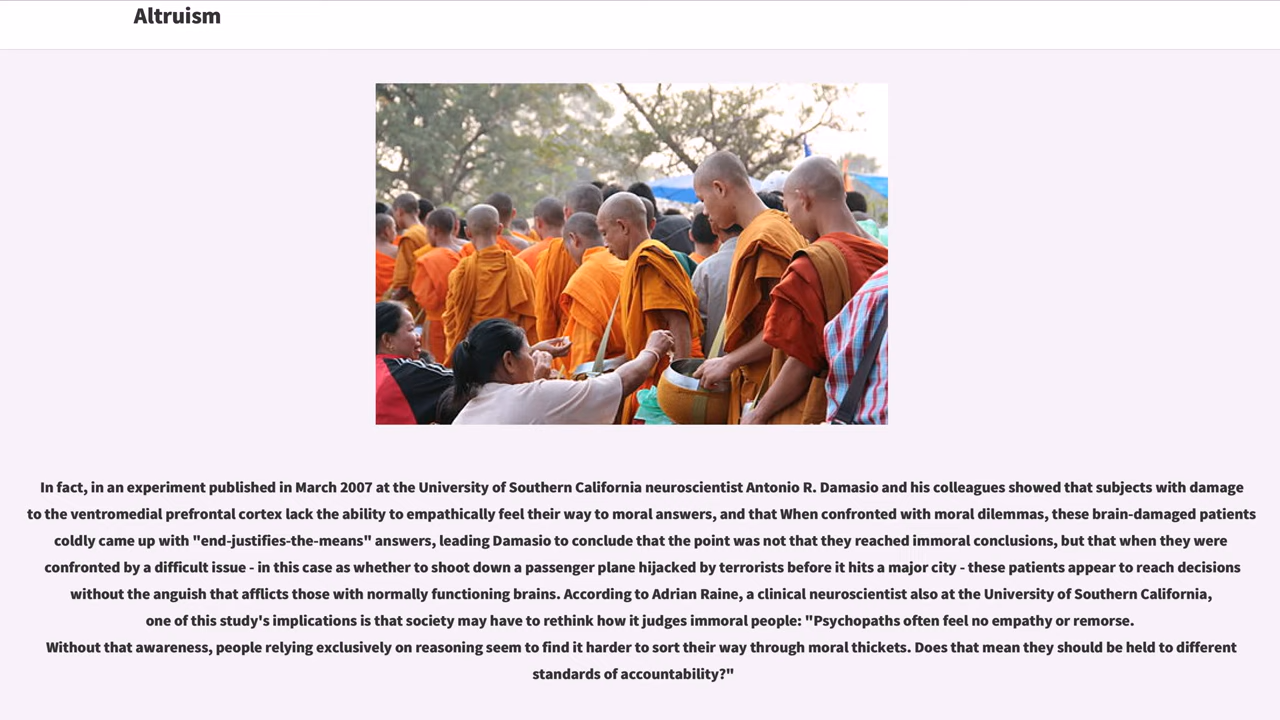 Altruism
In fact, in an experiment published in March 2007 at the University of Southern California neuroscientist Antonio R. Damasio and his colleagues showed that subjects with damage
to the ventromedial prefrontal cortex lack the ability to empathically feel their way to moral answers, and that When confronted with moral dilemmas, these brain-damaged patients
coldly came up with "end-justifies-the-means" answers, leading Damasio to conclude that the point was not that they reached immoral conclusions, but that when they were
confronted by a difficult issue - in this case as whether to shoot down a passenger plane hijacked by terrorists before it hits a major city - these patients appear to reach decisions
without the anguish that afflicts those with normally functioning brains. According to Adrian Raine, a clinical neuroscientist also at the University of Southern California,
one of this study's implications is that society may have to rethink how it judges immoral people: "Psychopaths often feel no empathy or remorse.
Without that awareness, people relying exclusively on reasoning seem to find it harder to sort their way through moral thickets. Does that mean they should be held to different
standards of accountability?"